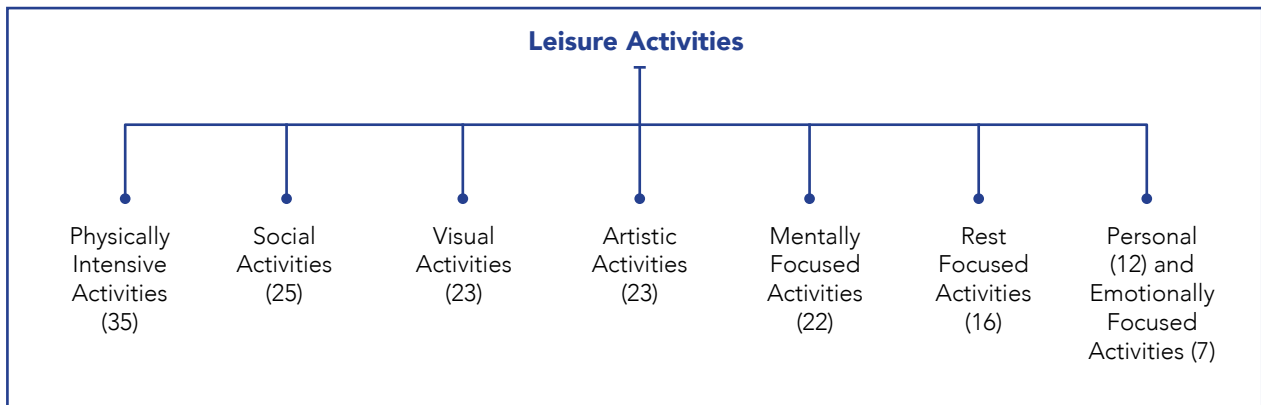 Leisure Activities
Physically
Intensive
Activities
(35)
Social
Activities
(25)
Visual
Activities
(23)
Artistic
Activities
(23)
Mentally
Focused
Activities
(22)
Rest
Focused
Activities
(16)
Personal
(12) and
Emotionally
Focused
Activities (7)